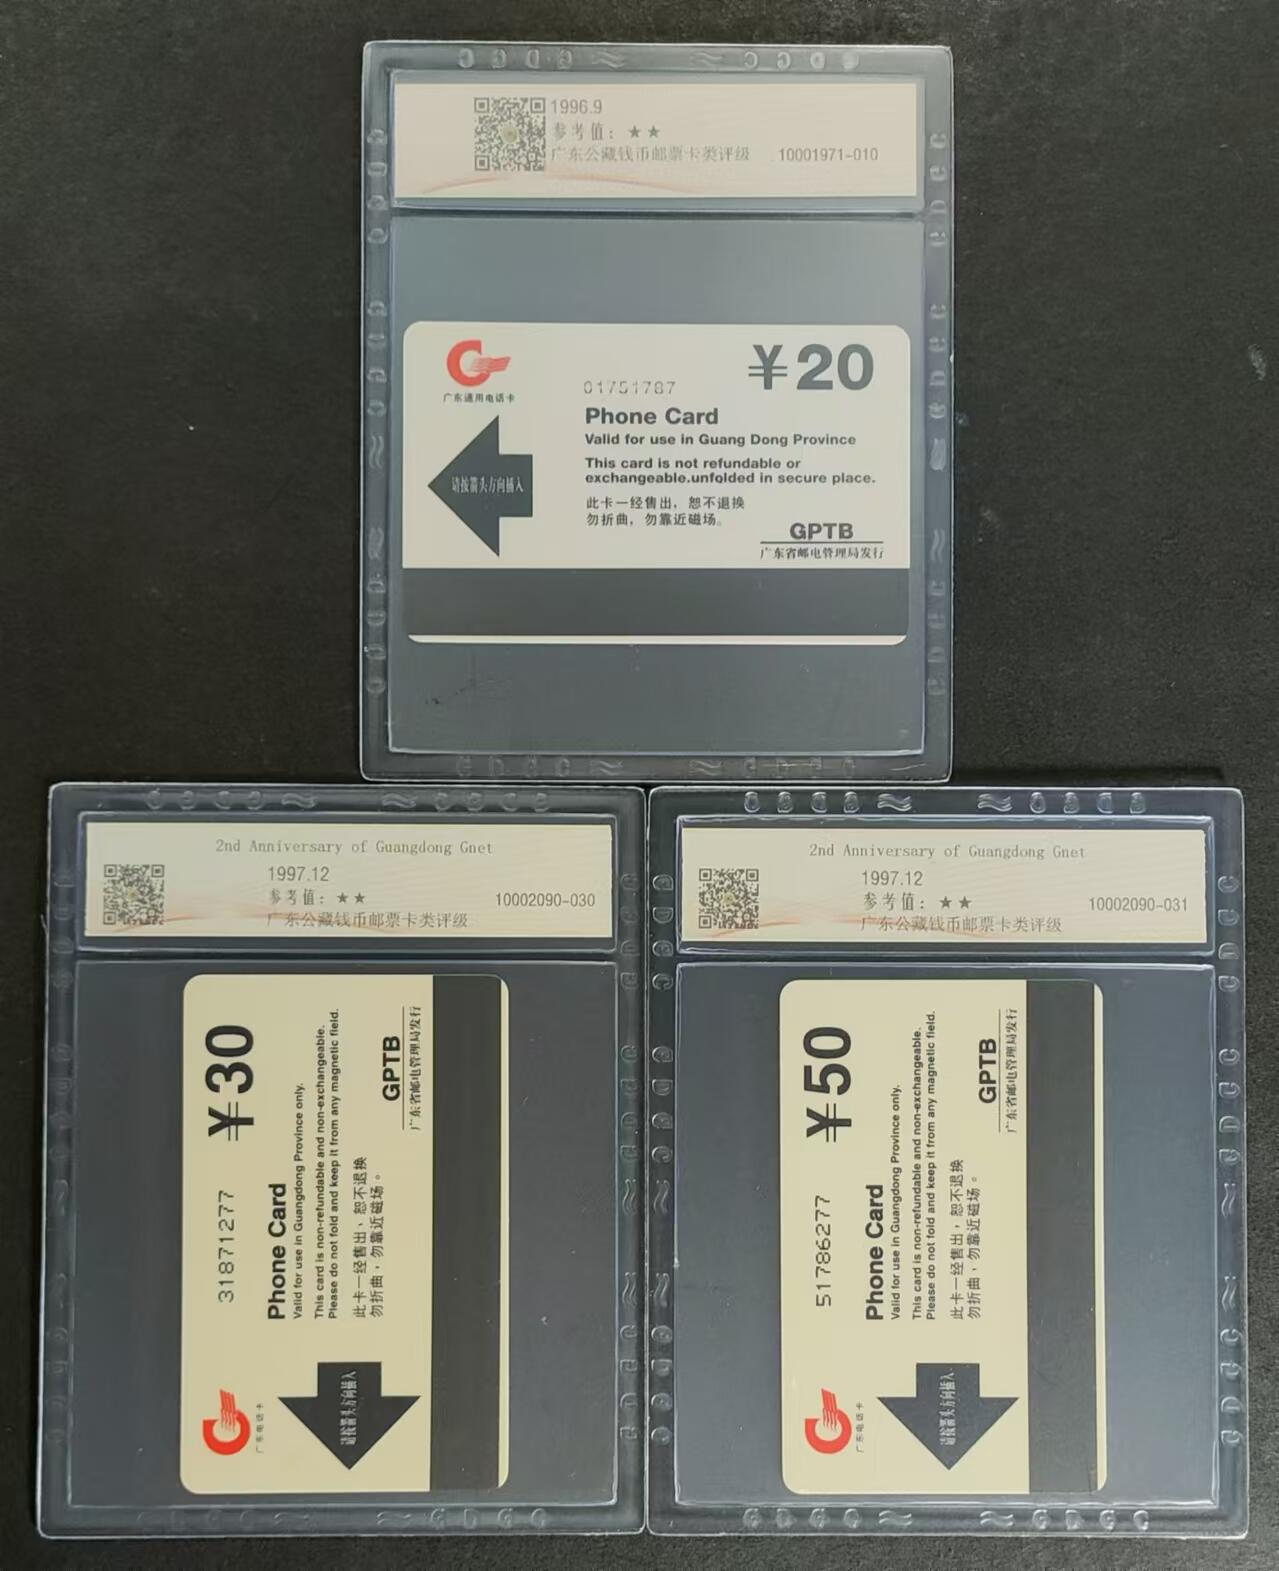 1996.9
参考值：★★
广东公藏钱币邮票卡类评级 10001971-010
¥20
广东通用电话卡
01751787
Phone Card
Valid for use in Guang Dong Province
This card is not refundable or
exchangeable.unfolded in secure place.
请按箭头方向插入
此卡一经售出，恕不退换
勿折曲，勿靠近磁场。
GPTB
广东省邮电管理局发行
2nd Anniversary of Guangdong Gnet
1997.12
参考值：★★
10002090-030
广东公藏钱币邮票卡类评级
¥30
31871277
Phone Card
Valid for use in Guangdong Province only.
This card is non-refundable and non-exchangeable.
Please do not fold and keep it from any magnetic field.
此卡一经售出，恕不退换
勿折曲，勿靠近磁场。
GPTB
广东省邮电管理局发行
广东电话卡
请按箭头方向插入
2nd Anniversary of Guangdong Gnet
1997.12
参考值：★★
10002090-031
广东公藏钱币邮票卡类评级
¥50
51786277
Phone Card
Valid for use in Guangdong Province only.
This card is non-refundable and non-exchangeable.
Please do not fold and keep it from any magnetic field.
此卡一经售出，恕不退换
勿折曲，勿靠近磁场。
GPTB
广东省邮电管理局发行
广东电话卡
请按箭头方向插入